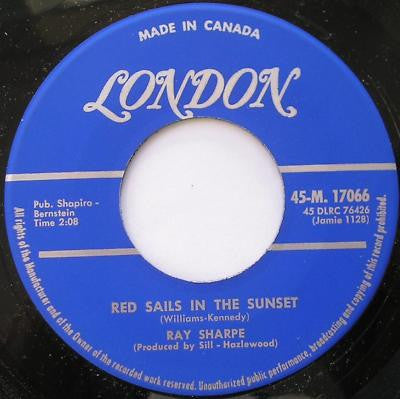 MADE IN CANADA
LONDON
Pub. Shapiro -
Bernstein
Time 2:08
45-M. 17066
45 DLRC 76426
(Jamie 1128)
RED SAILS IN THE SUNSET
(Williams-Kennedy)
RAY SHARPE
(Produced by Sill - Hazlewood)
All rights of the Manufacturer and of the Owner of the recorded work reserved. Unauthorized public performance, broadcasting and copying of this record prohibited.